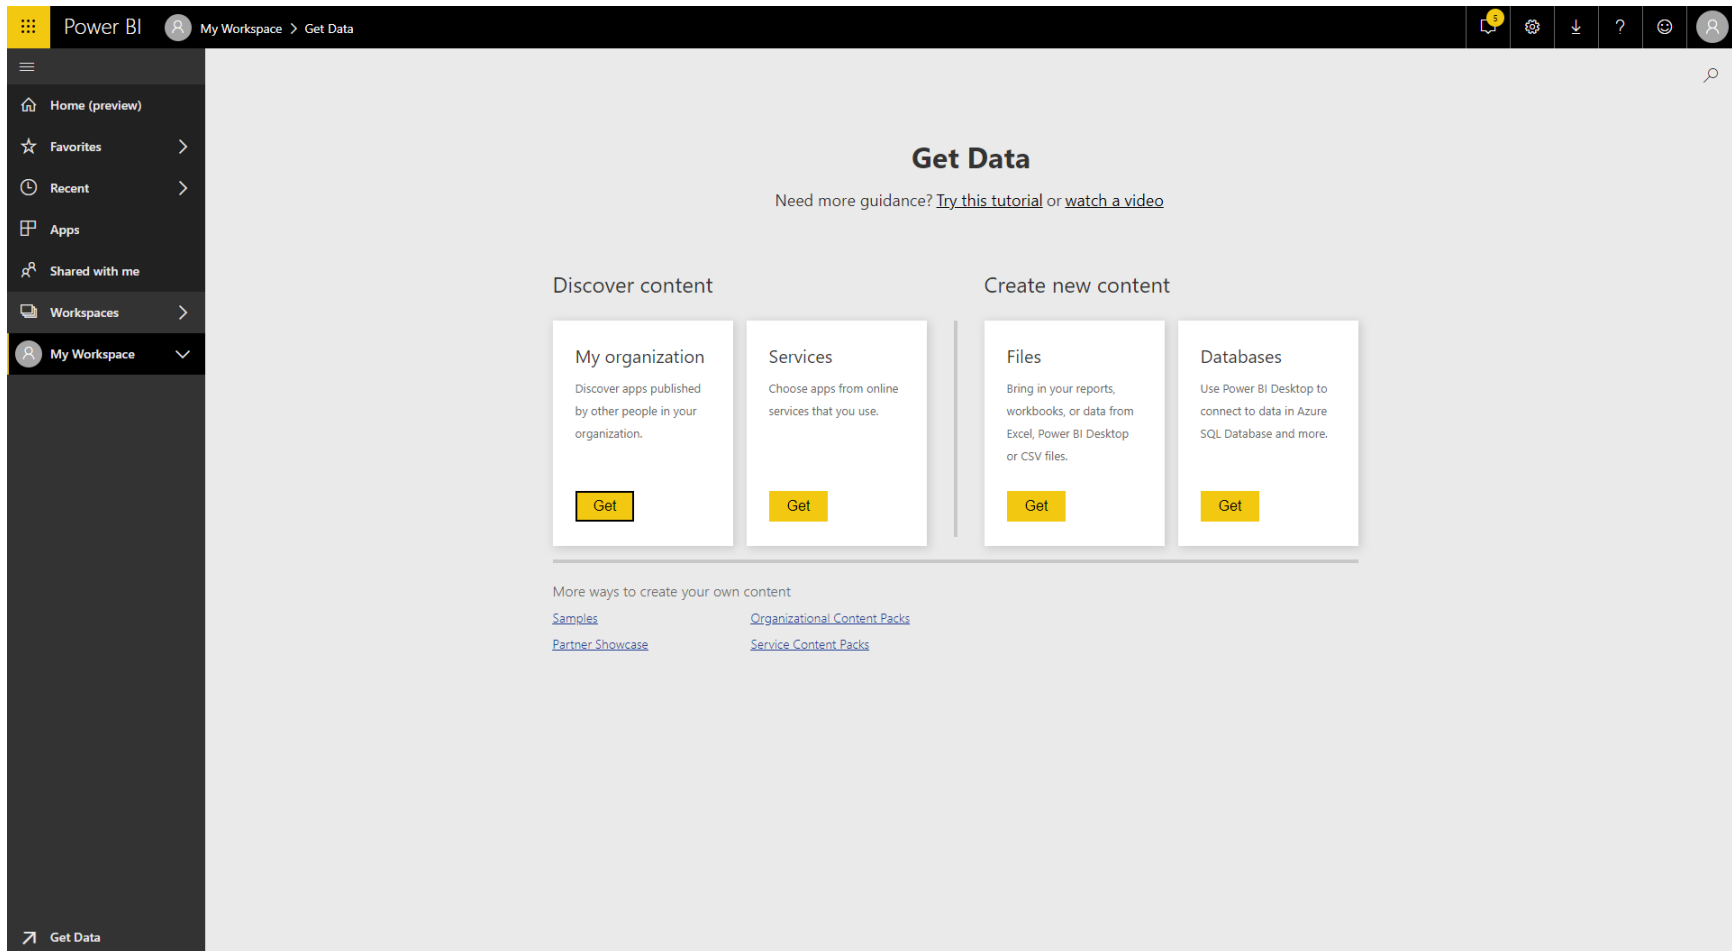 Power BI
My Workspace > Get Data
5
?
Home (preview)
Favorites
Recent
Apps
Shared with me
Workspaces
My Workspace
Get Data
Get Data
Need more guidance? Try this tutorial or watch a video
Discover content
Create new content
My organization
Discover apps published
by other people in your
organization.
Get
Services
Choose apps from online
services that you use.
Get
Files
Bring in your reports,
workbooks, or data from
Excel, Power BI Desktop
or CSV files.
Get
Databases
Use Power BI Desktop to
connect to data in Azure
SQL Database and more.
Get
More ways to create your own content
Samples
Organizational Content Packs
Partner Showcase
Service Content Packs